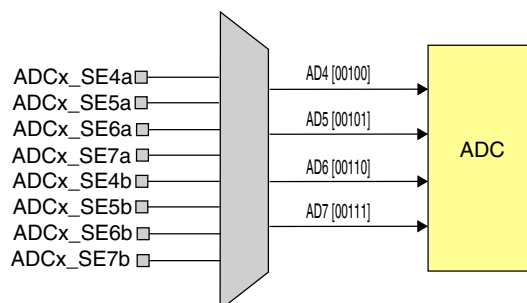 ADCx_SE4a
ADCx_SE5a
ADCx_SE6a
ADCx_SE7a
ADCx_SE4b
ADCx_SE5b
ADCx_SE6b
ADCx_SE7b
AD4 [00100]
AD5 [00101]
AD6 [00110]
AD7 [00111]
ADC